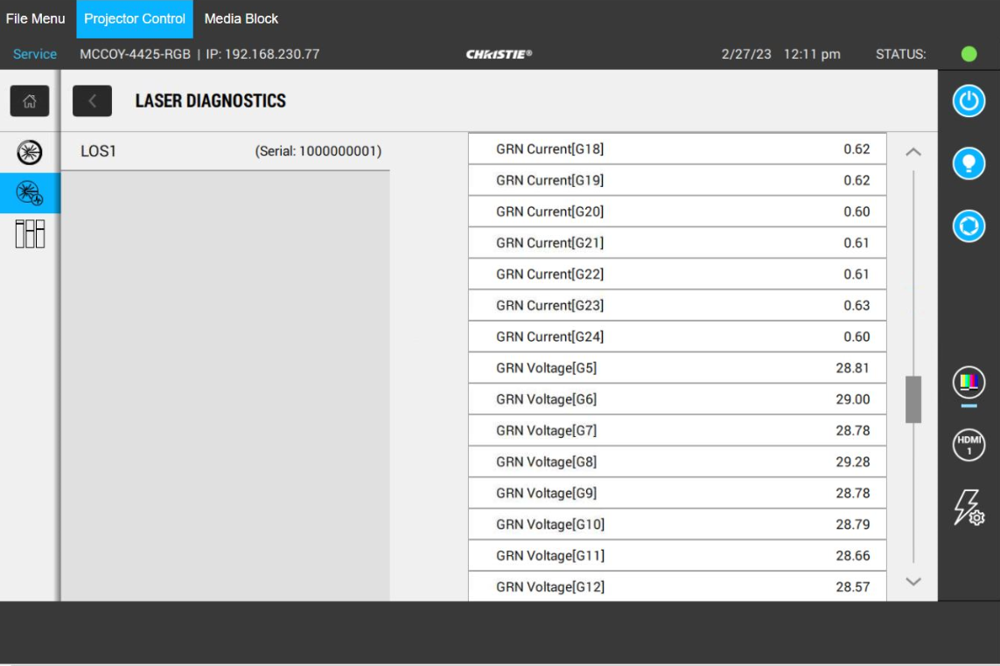 File Menu Projector Control Media Block
Service MCCOY-4425-RGB | IP: 192.168.230.77 CHRISTIE® 2/27/23 12:11 pm STATUS:
LASER DIAGNOSTICS
LOS1 (Serial: 1000000001)
GRN Current[G18] 0.62
GRN Current[G19] 0.62
GRN Current[G20] 0.60
GRN Current[G21] 0.61
GRN Current[G22] 0.61
GRN Current[G23] 0.63
GRN Current[G24] 0.60
GRN Voltage[G5] 28.81
GRN Voltage[G6] 29.00
GRN Voltage[G7] 28.78
GRN Voltage[G8] 29.28
GRN Voltage[G9] 28.78
GRN Voltage[G10] 28.79
GRN Voltage[G11] 28.66
GRN Voltage[G12] 28.57
HDMI
1